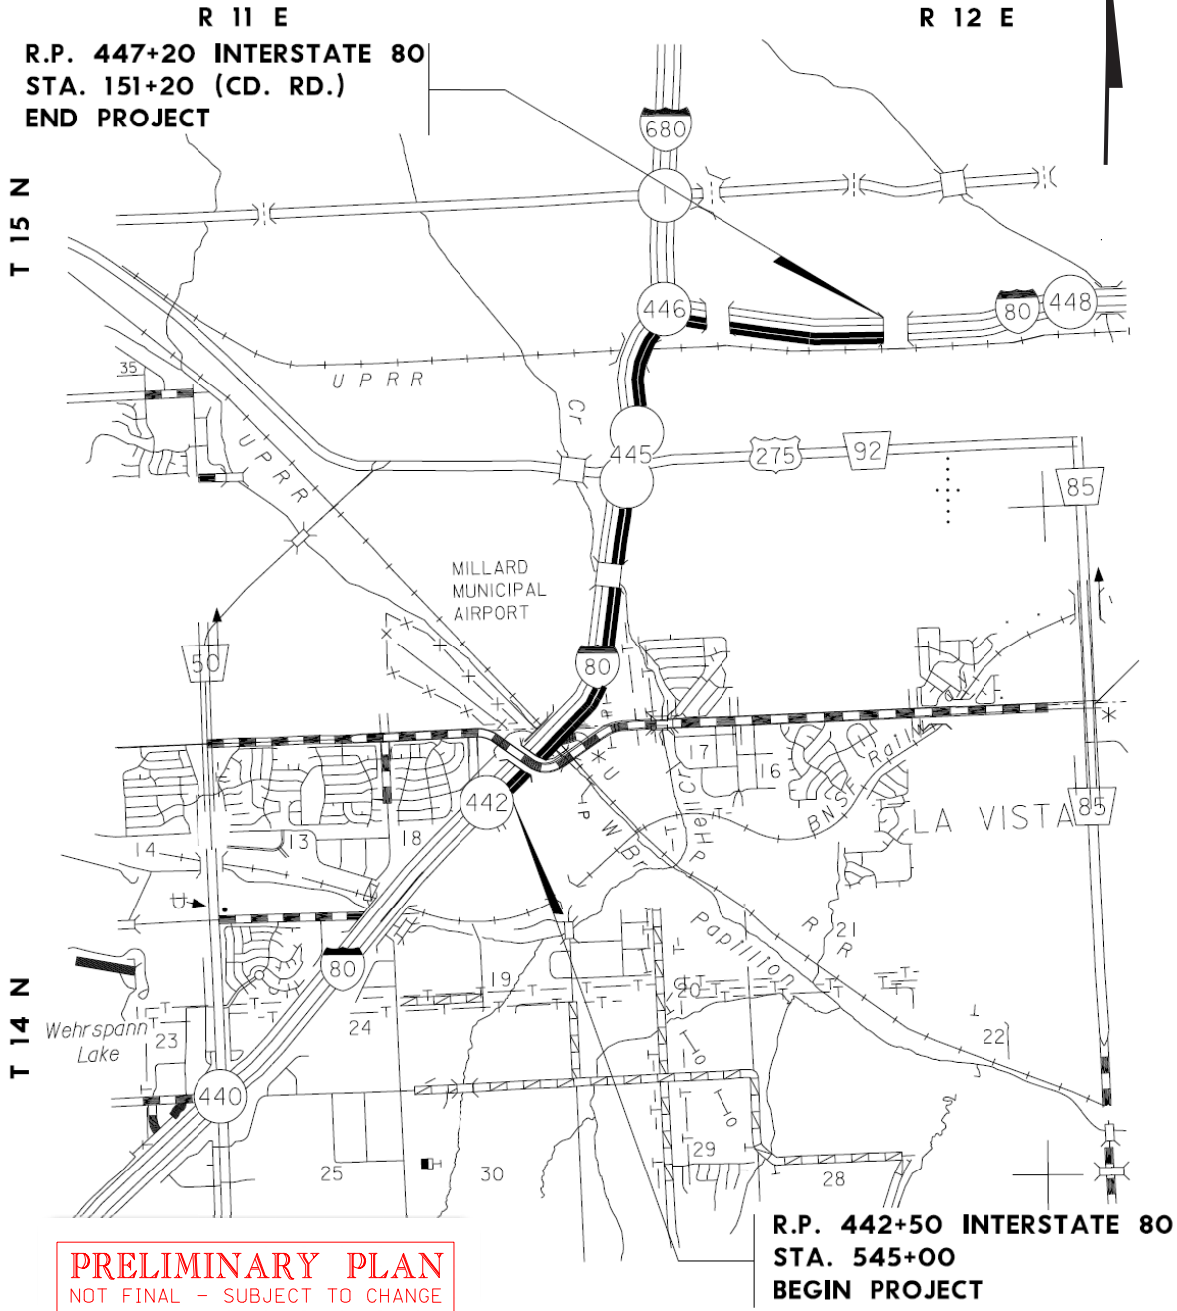 R 11 E
R 12 E
R.P. 447+20 INTERSTATE 80
STA. 151+20 (CD. RD.)
END PROJECT
680
T 15 N
1
446
80
448
35
UPRR
Cr
UPRR
445
275
92
85
MILLARD
MUNICIPAL
AIRPORT
50
80
17
16
U
P
442
W Br
Hell Cr
P
BNSF
LA VISTA
85
14
13
18
Papillion
R R
21
80
19
20
T 14 N
Wehrspann
Lake
23
24
22
440
25
30
29
28
R.P. 442+50 INTERSTATE 80
STA. 545+00
BEGIN PROJECT
PRELIMINARY PLAN
NOT FINAL - SUBJECT TO CHANGE